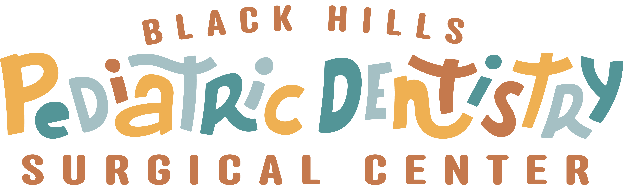 BLACK HILLS
PEDiATRiC DENTiSTRY
SURGICAL CENTER